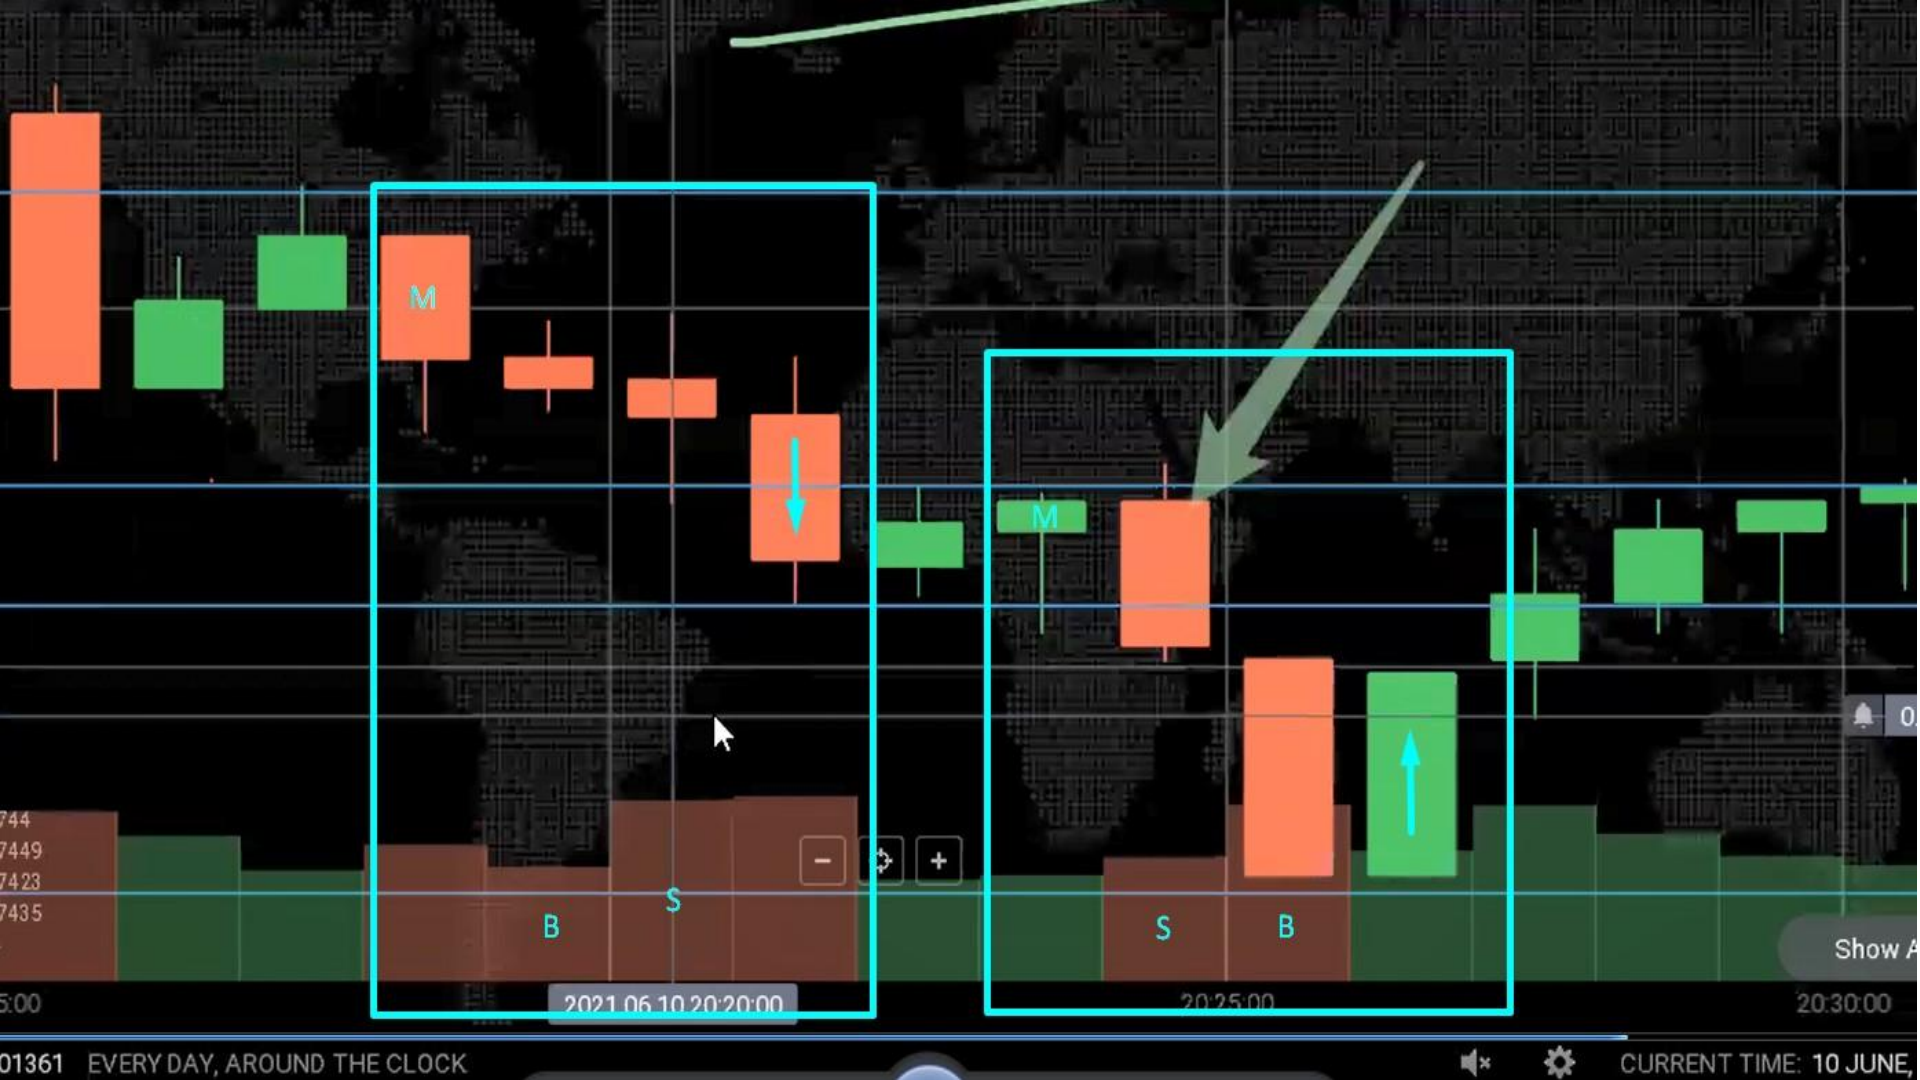 M
M
744
7449
7423
7435
B
S
S
B
0.
Show A
5:00
2021.06.10 20:20:00
20:25:00
20:30:00
01361 EVERY DAY, AROUND THE CLOCK
CURRENT TIME: 10 JUNE,